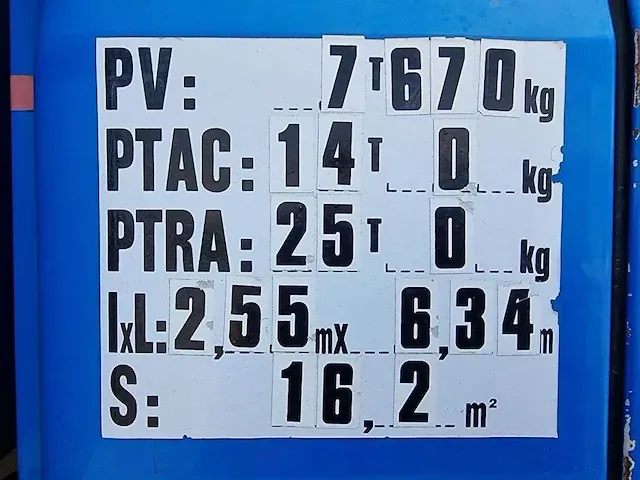 PV: 7T670kg
PTAC: 14T 0 kg
PTRA: 25T 0 kg
lxL: 2,55mX 6,34m
S: 16,2 m²